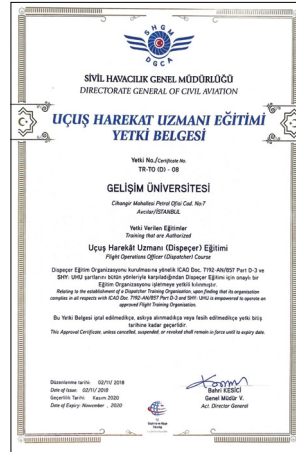 SHGM
DGCA
SİVİL HAVACILIK GENEL MÜDÜRLÜĞÜ
DIRECTORATE GENERAL OF CIVIL AVIATION
UÇUŞ HAREKAT UZMANI EĞİTİMİ
YETKİ BELGESİ
Yetki No./Certificate No.
TR-TO (D) - 08
GELİŞİM ÜNİVERSİTESİ
Cihangir Mahallesi Petrol Ofisi Cad. No:7
Avcılar/İSTANBUL
Yetki Verilen Eğitimler
Training that are Authorized
Uçuş Harekât Uzmanı (Dispeçer) Eğitimi
Flight Operations Officer (Dispatcher) Course
Dispeçer Eğitim Organizasyonu kurulmasına yönelik ICAO Doc. 7192-AN/857 Part D-3 ve
SHY: UHU şartlarını bütün yönleriyle karşıladığından Dispeçer Eğitimi için onaylı bir
Eğitim Organizasyonu işletmeye yetkili kılınmıştır.
Relating to the establishment of a Dispatcher Training Organisation, upon finding that its organisation
complies in all respects with ICAO Doc. 7192-AN/857 Part D-3 and SHY: UHU is empowered to operate an
approved Flight Training Organisation.
Bu Yetki Belgesi iptal edilmedikçe, askıya alınmadıkça veya fesih edilmedikçe yetki bitiş
tarihine kadar geçerlidir.
This Approval Certificate, unless cancelled, suspended, or revoked shall remain in force until to expiry date.
Düzenlenme tarihi: 02/11/ 2018
Date of Issue: 02/11/ 2018
Geçerlilik Tarihi: Kasım 2020
Date of Expiry: November , 2020
Bahri KESİCİ
Genel Müdür V.
Act. Director General